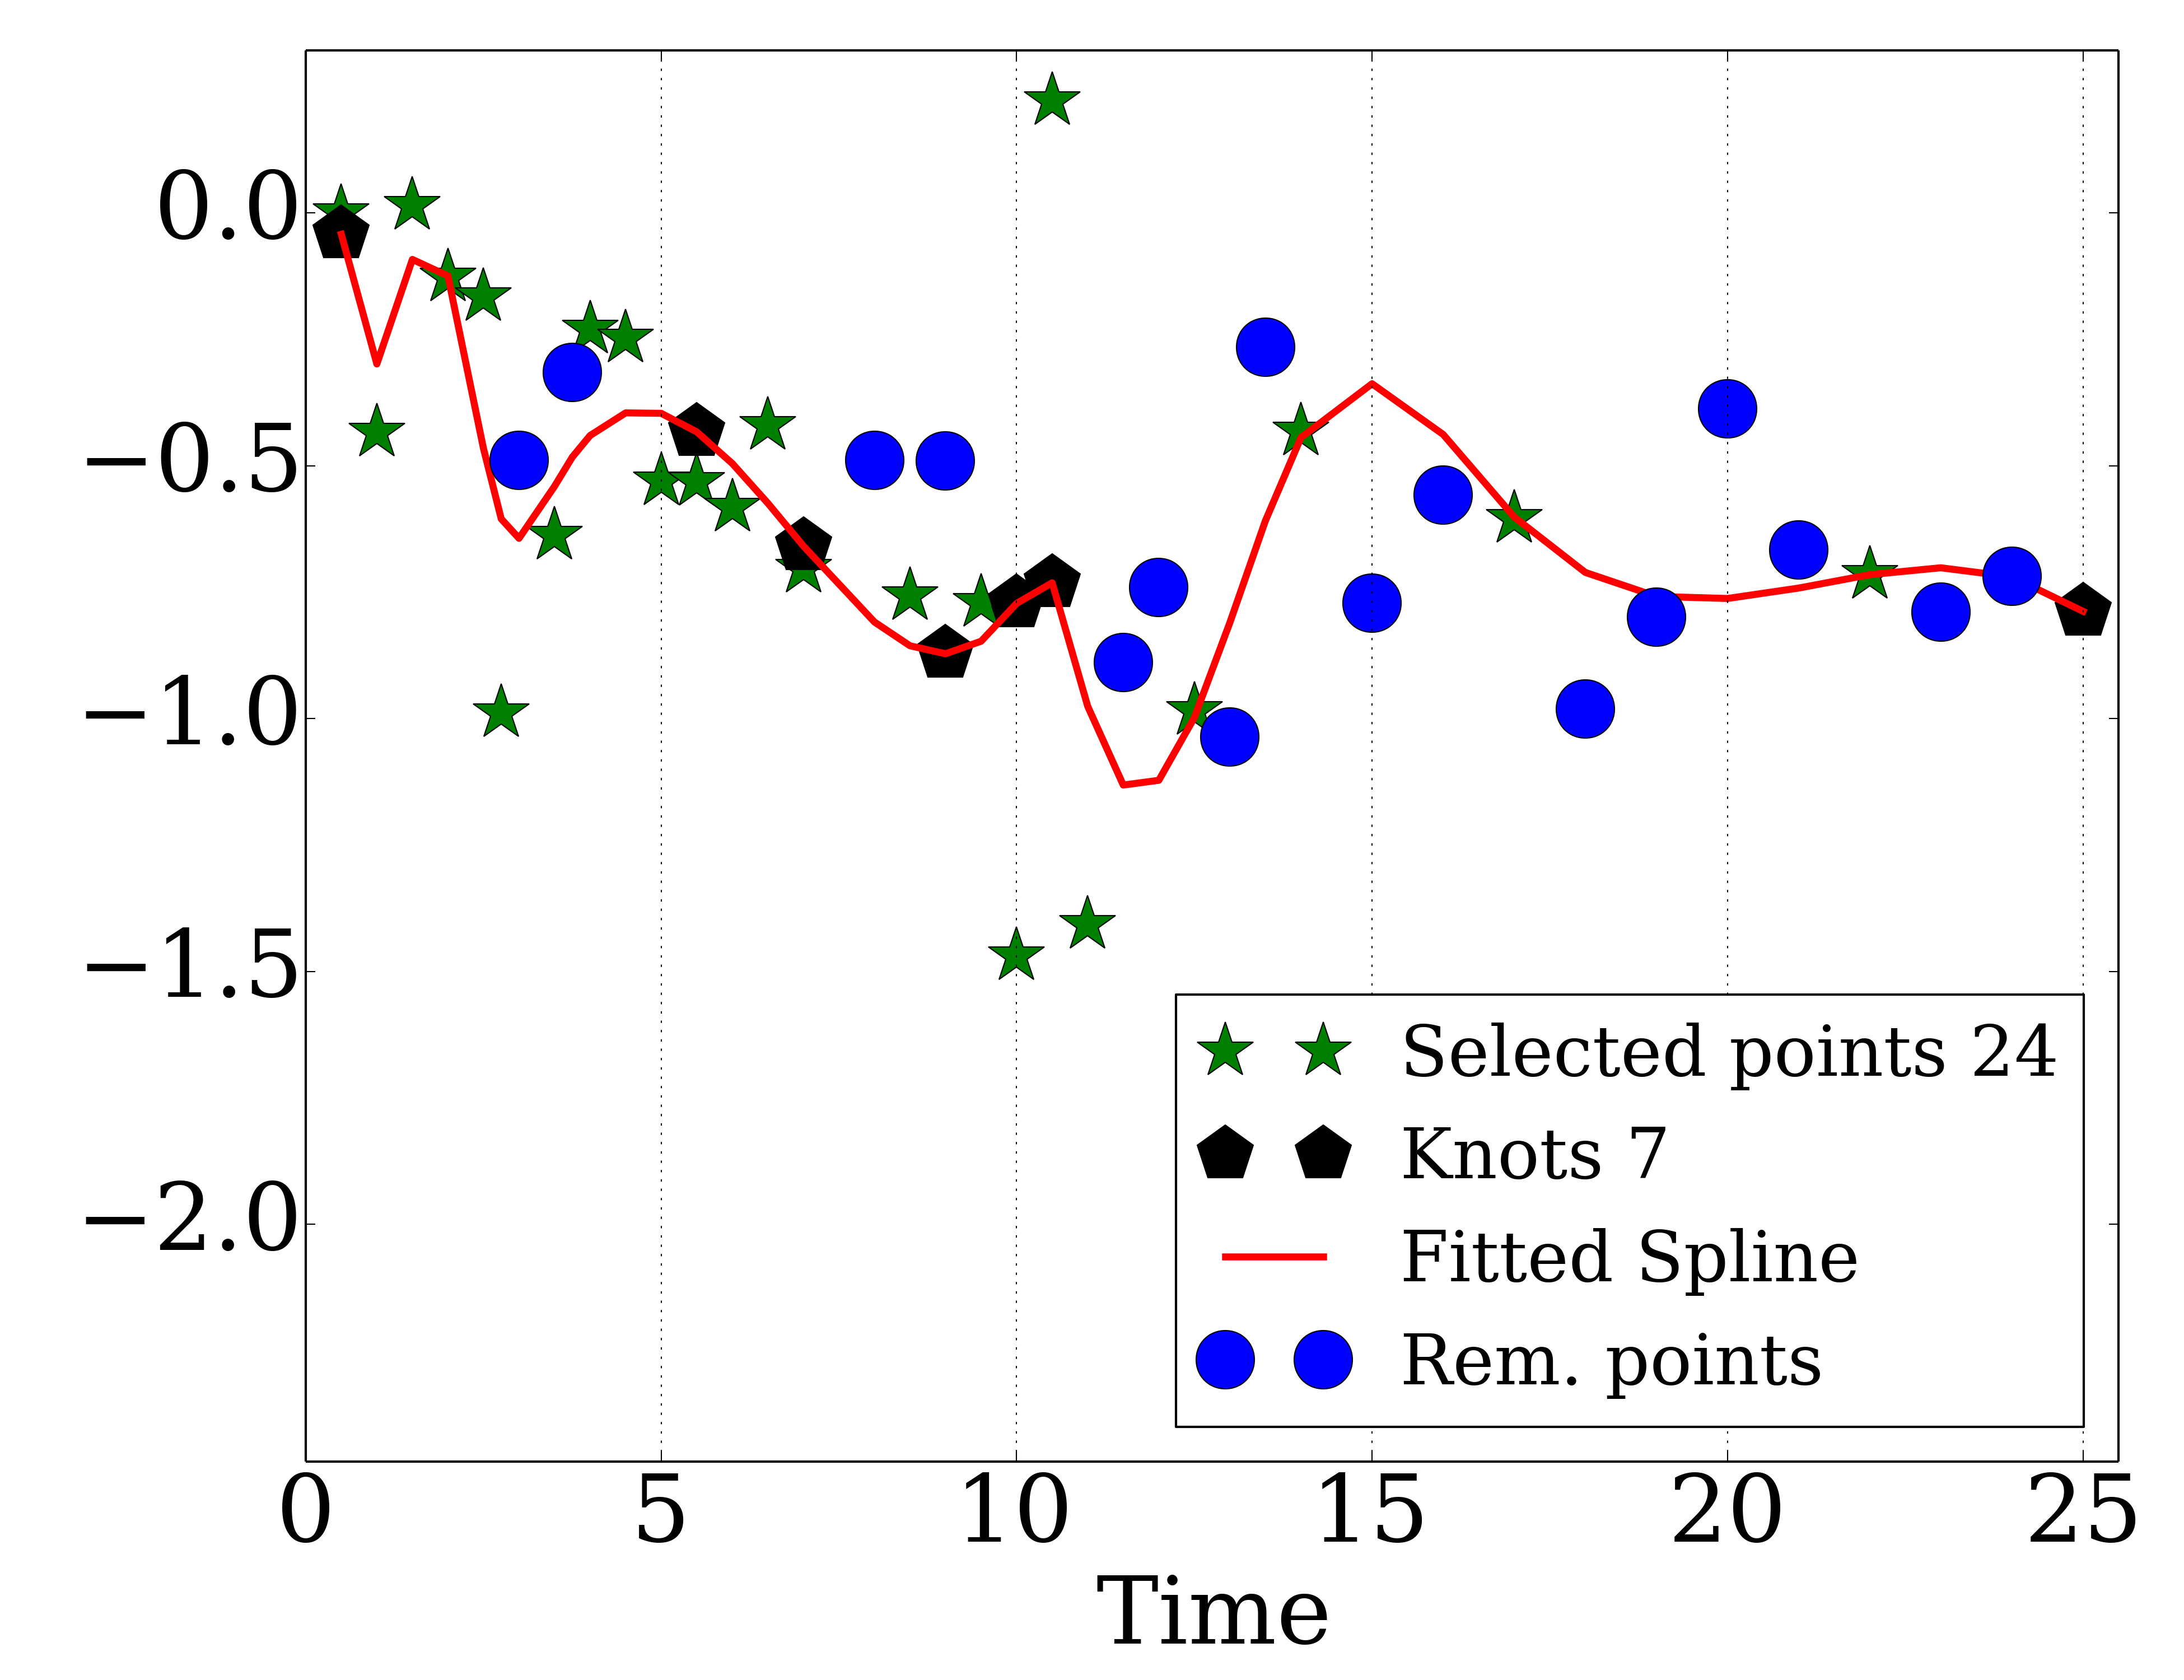 0.0
−0.5
−1.0
−1.5
−2.0
Selected points 24
Knots 7
Fitted Spline
Rem. points
0 5 10 15 20 25
Time